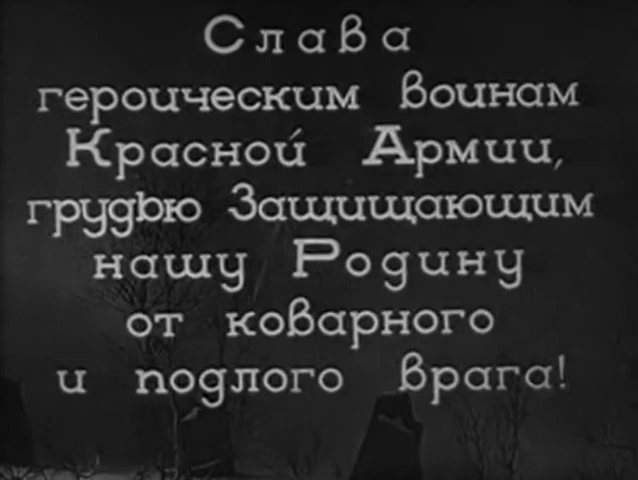 Слава
героическим воинам
Красной Армии,
грудью Защищающим
нашу Родину
от коварного
и подлого врага!